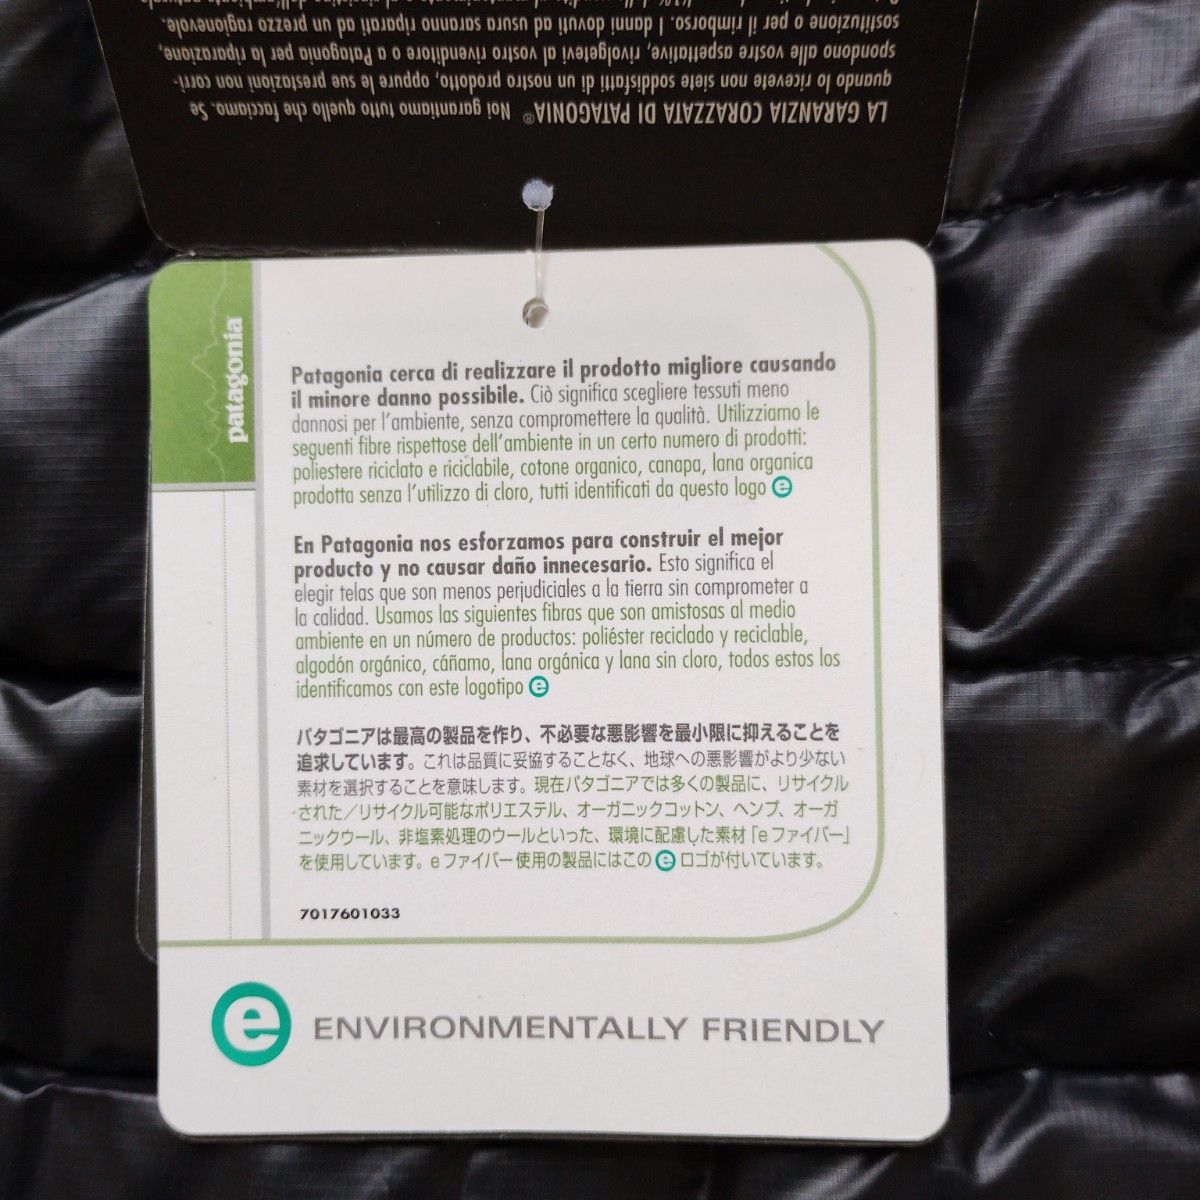 LA GARANZIA CORAZZATA DI PATAGONIA® Noi garantiamo tutto quello che facciamo. Se
quando lo ricevete non siete soddisfatti di un nostro prodotto, oppure le sue prestazioni non corri-
spondono alle vostre aspettative, rivolgetevi al vostro rivenditore o a Patagonia per la riparazione,
sostituzione o per il rimborso. I danni dovuti ad usura saranno riparati ad un prezzo ragionevole.
patagonia
Patagonia cerca di realizzare il prodotto migliore causando
il minore danno possibile. Ciò significa scegliere tessuti meno
dannosi per l'ambiente, senza compromettere la qualità. Utilizziamo le
seguenti fibre rispettose dell'ambiente in un certo numero di prodotti:
poliestere riciclato e riciclabile, cotone organico, canapa, lana organica
prodotta senza l'utilizzo di cloro, tutti identificati da questo logo e
En Patagonia nos esforzamos para construir el mejor
producto y no causar daño innecesario. Esto significa el
elegir telas que son menos perjudiciales a la tierra sin comprometer a
la calidad. Usamos las siguientes fibras que son amistosas al medio
ambiente en un número de productos: poliéster reciclado y reciclable,
algodón orgánico, cáñamo, lana orgánica y lana sin cloro, todos estos los
identificamos con este logotipo e
パタゴニアは最高の製品を作り、不必要な悪影響を最小限に抑えることを
追求しています。これは品質に妥協することなく、地球への悪影響がより少ない
素材を選択することを意味します。現在パタゴニアでは多くの製品に、リサイクル
された／リサイクル可能なポリエステル、オーガニックコットン、ヘンプ、オーガ
ニックウール、非塩素処理のウールといった、環境に配慮した素材「eファイバー」
を使用しています。eファイバー使用の製品にはこの e ロゴが付いています。
7017601033
e ENVIRONMENTALLY FRIENDLY